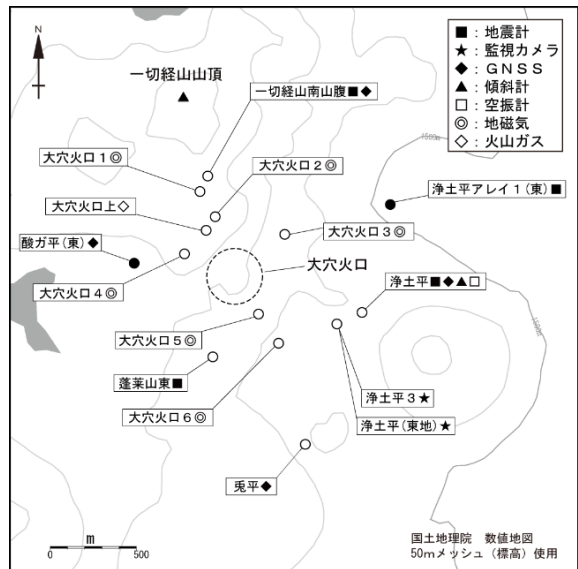 N
■：地震計
★：監視カメラ
◆：ＧＮＳＳ
▲：傾斜計
□：空振計
◎：地磁気
◇：火山ガス
一切経山山頂
一切経山南山腹■◆
大穴火口１◎
大穴火口２◎
1500m
浄土平アレイ１(東)■
大穴火口上◇
大穴火口３◎
酸ガ平(東)◆
大穴火口
浄土平■◆▲□
大穴火口４◎
1500m
大穴火口５◎
蓬莱山東■
浄土平３★
大穴火口６◎
浄土平(東地)★
兎平◆
m
0 500
国土地理院　数値地図
50mメッシュ（標高）使用